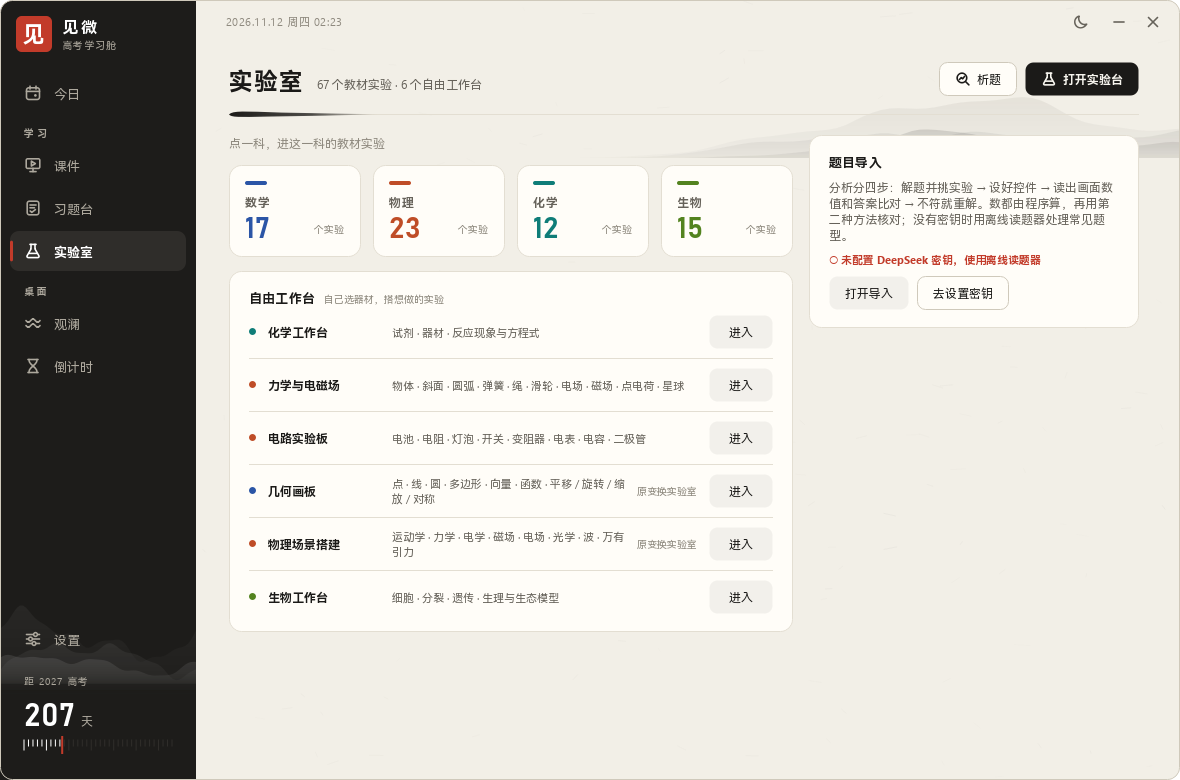 见
见微
高考学习舱
今日
学习
课件
习题台
实验室
桌面
观澜
倒计时
设置
距 2027 高考
207 天
2026.11.12 周四 02:23
实验室 67 个教材实验 · 6 个自由工作台
析题
打开实验台
点一科，进这一科的教材实验
数学
17 个实验
物理
23 个实验
化学
12 个实验
生物
15 个实验
自由工作台 自己选器材，搭想做的实验
化学工作台 试剂 · 器材 · 反应现象与方程式 进入
力学与电磁场 物体 · 斜面 · 圆弧 · 弹簧 · 绳 · 滑轮 · 电场 · 磁场 · 点电荷 · 星球 进入
电路实验板 电池 · 电阻 · 灯泡 · 开关 · 变阻器 · 电表 · 电容 · 二极管 进入
几何画板 点 · 线 · 圆 · 多边形 · 向量 · 函数 · 平移 / 旋转 / 缩
放 / 对称 原变换实验室 进入
物理场景搭建 运动学 · 力学 · 电学 · 磁场 · 电场 · 光学 · 波 · 万有
引力 原变换实验室 进入
生物工作台 细胞 · 分裂 · 遗传 · 生理与生态模型 进入
题目导入
分析分四步：解题并挑实验 → 设好控件 → 读出画面数
值和答案比对 → 不符就重解。数都由程序算，再用第
二种方法核对；没有密钥时用离线读题器处理常见题
型。
未配置 DeepSeek 密钥，使用离线读题器
打开导入 去设置密钥